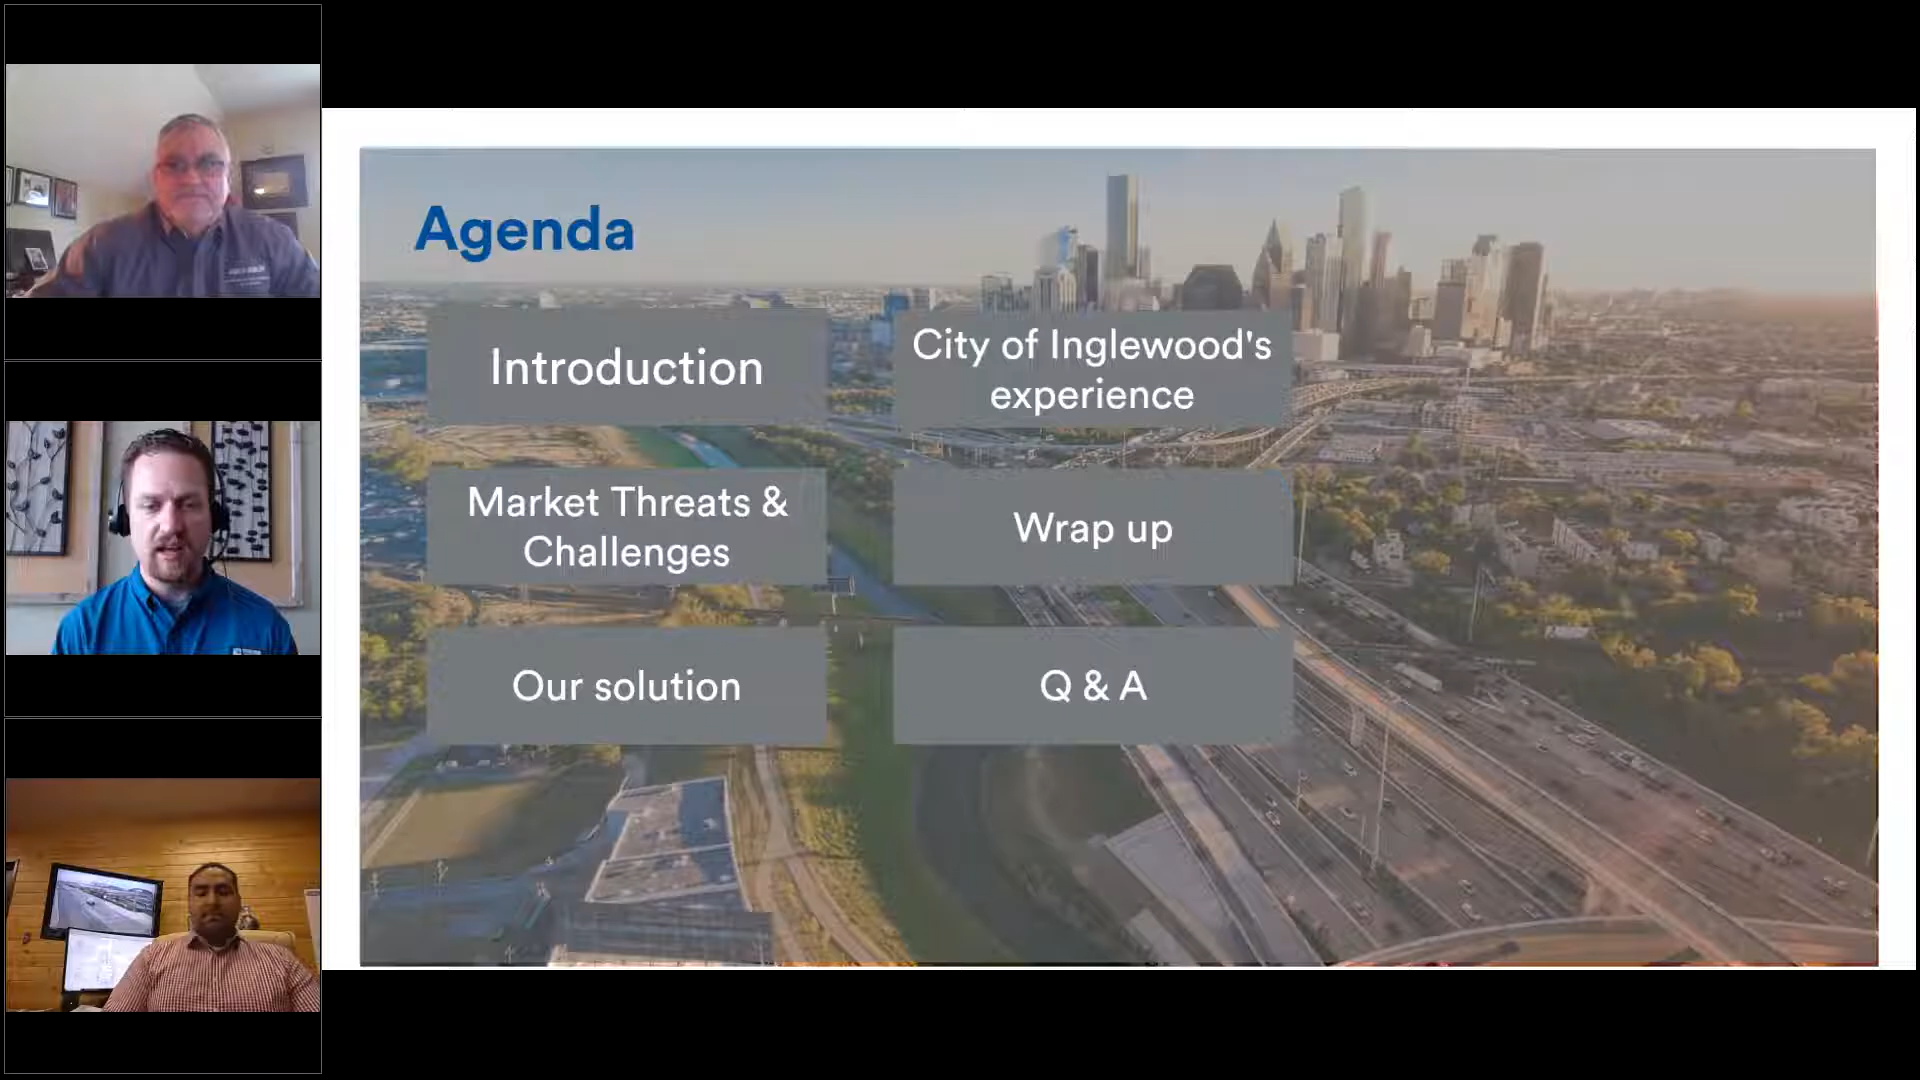 Agenda
Introduction
Market Threats &
Challenges
Our solution
City of Inglewood's
experience
Wrap up
Q & A